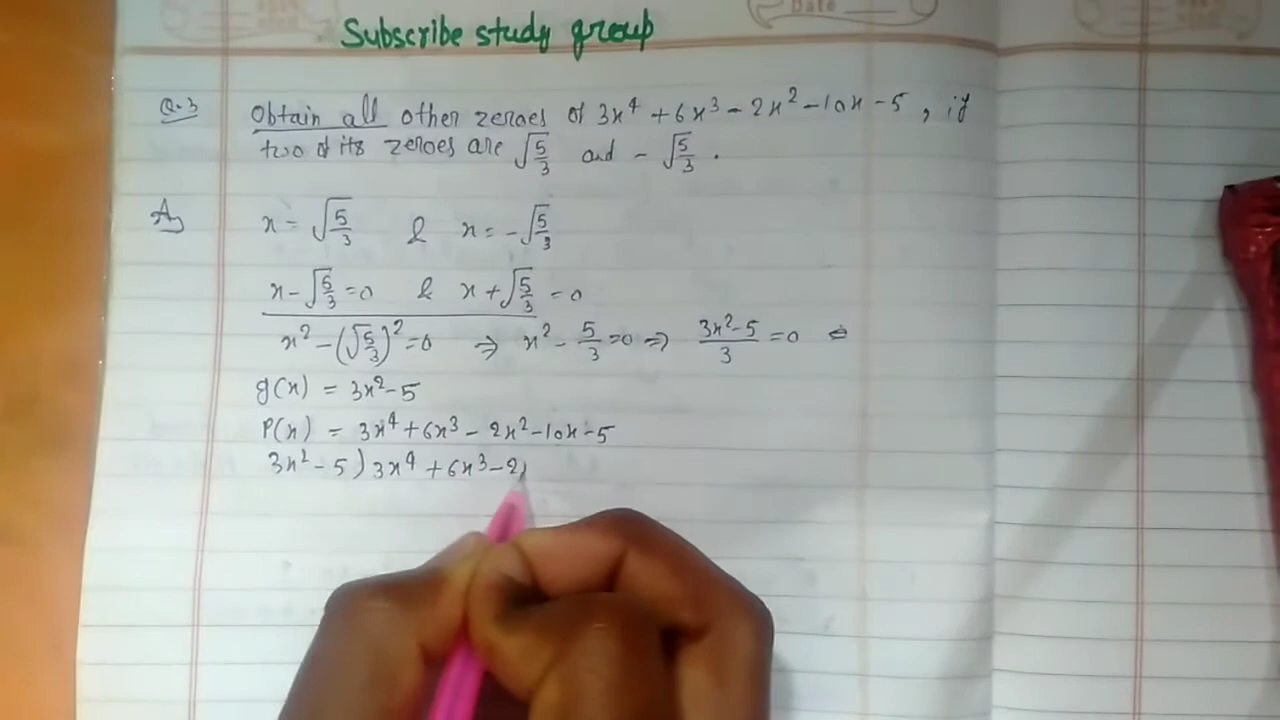 Subscribe study group
Date
Q.3 Obtain all other zeroes of 3x⁴ + 6x³ - 2x² - 10x - 5 , if
two of its zeroes are √5/3 and - √5/3 .
A) x = √5/3 & x = - √5/3
x - √5/3 = 0 & x + √5/3 = 0
x² - (√5/3)² = 0 ⇒ x² - 5/3 = 0 ⇒ 3x² - 5/3 = 0
g(x) = 3x² - 5
P(x) = 3x⁴ + 6x³ - 2x² - 10x - 5
3x² - 5 ) 3x⁴ + 6x³ - 2